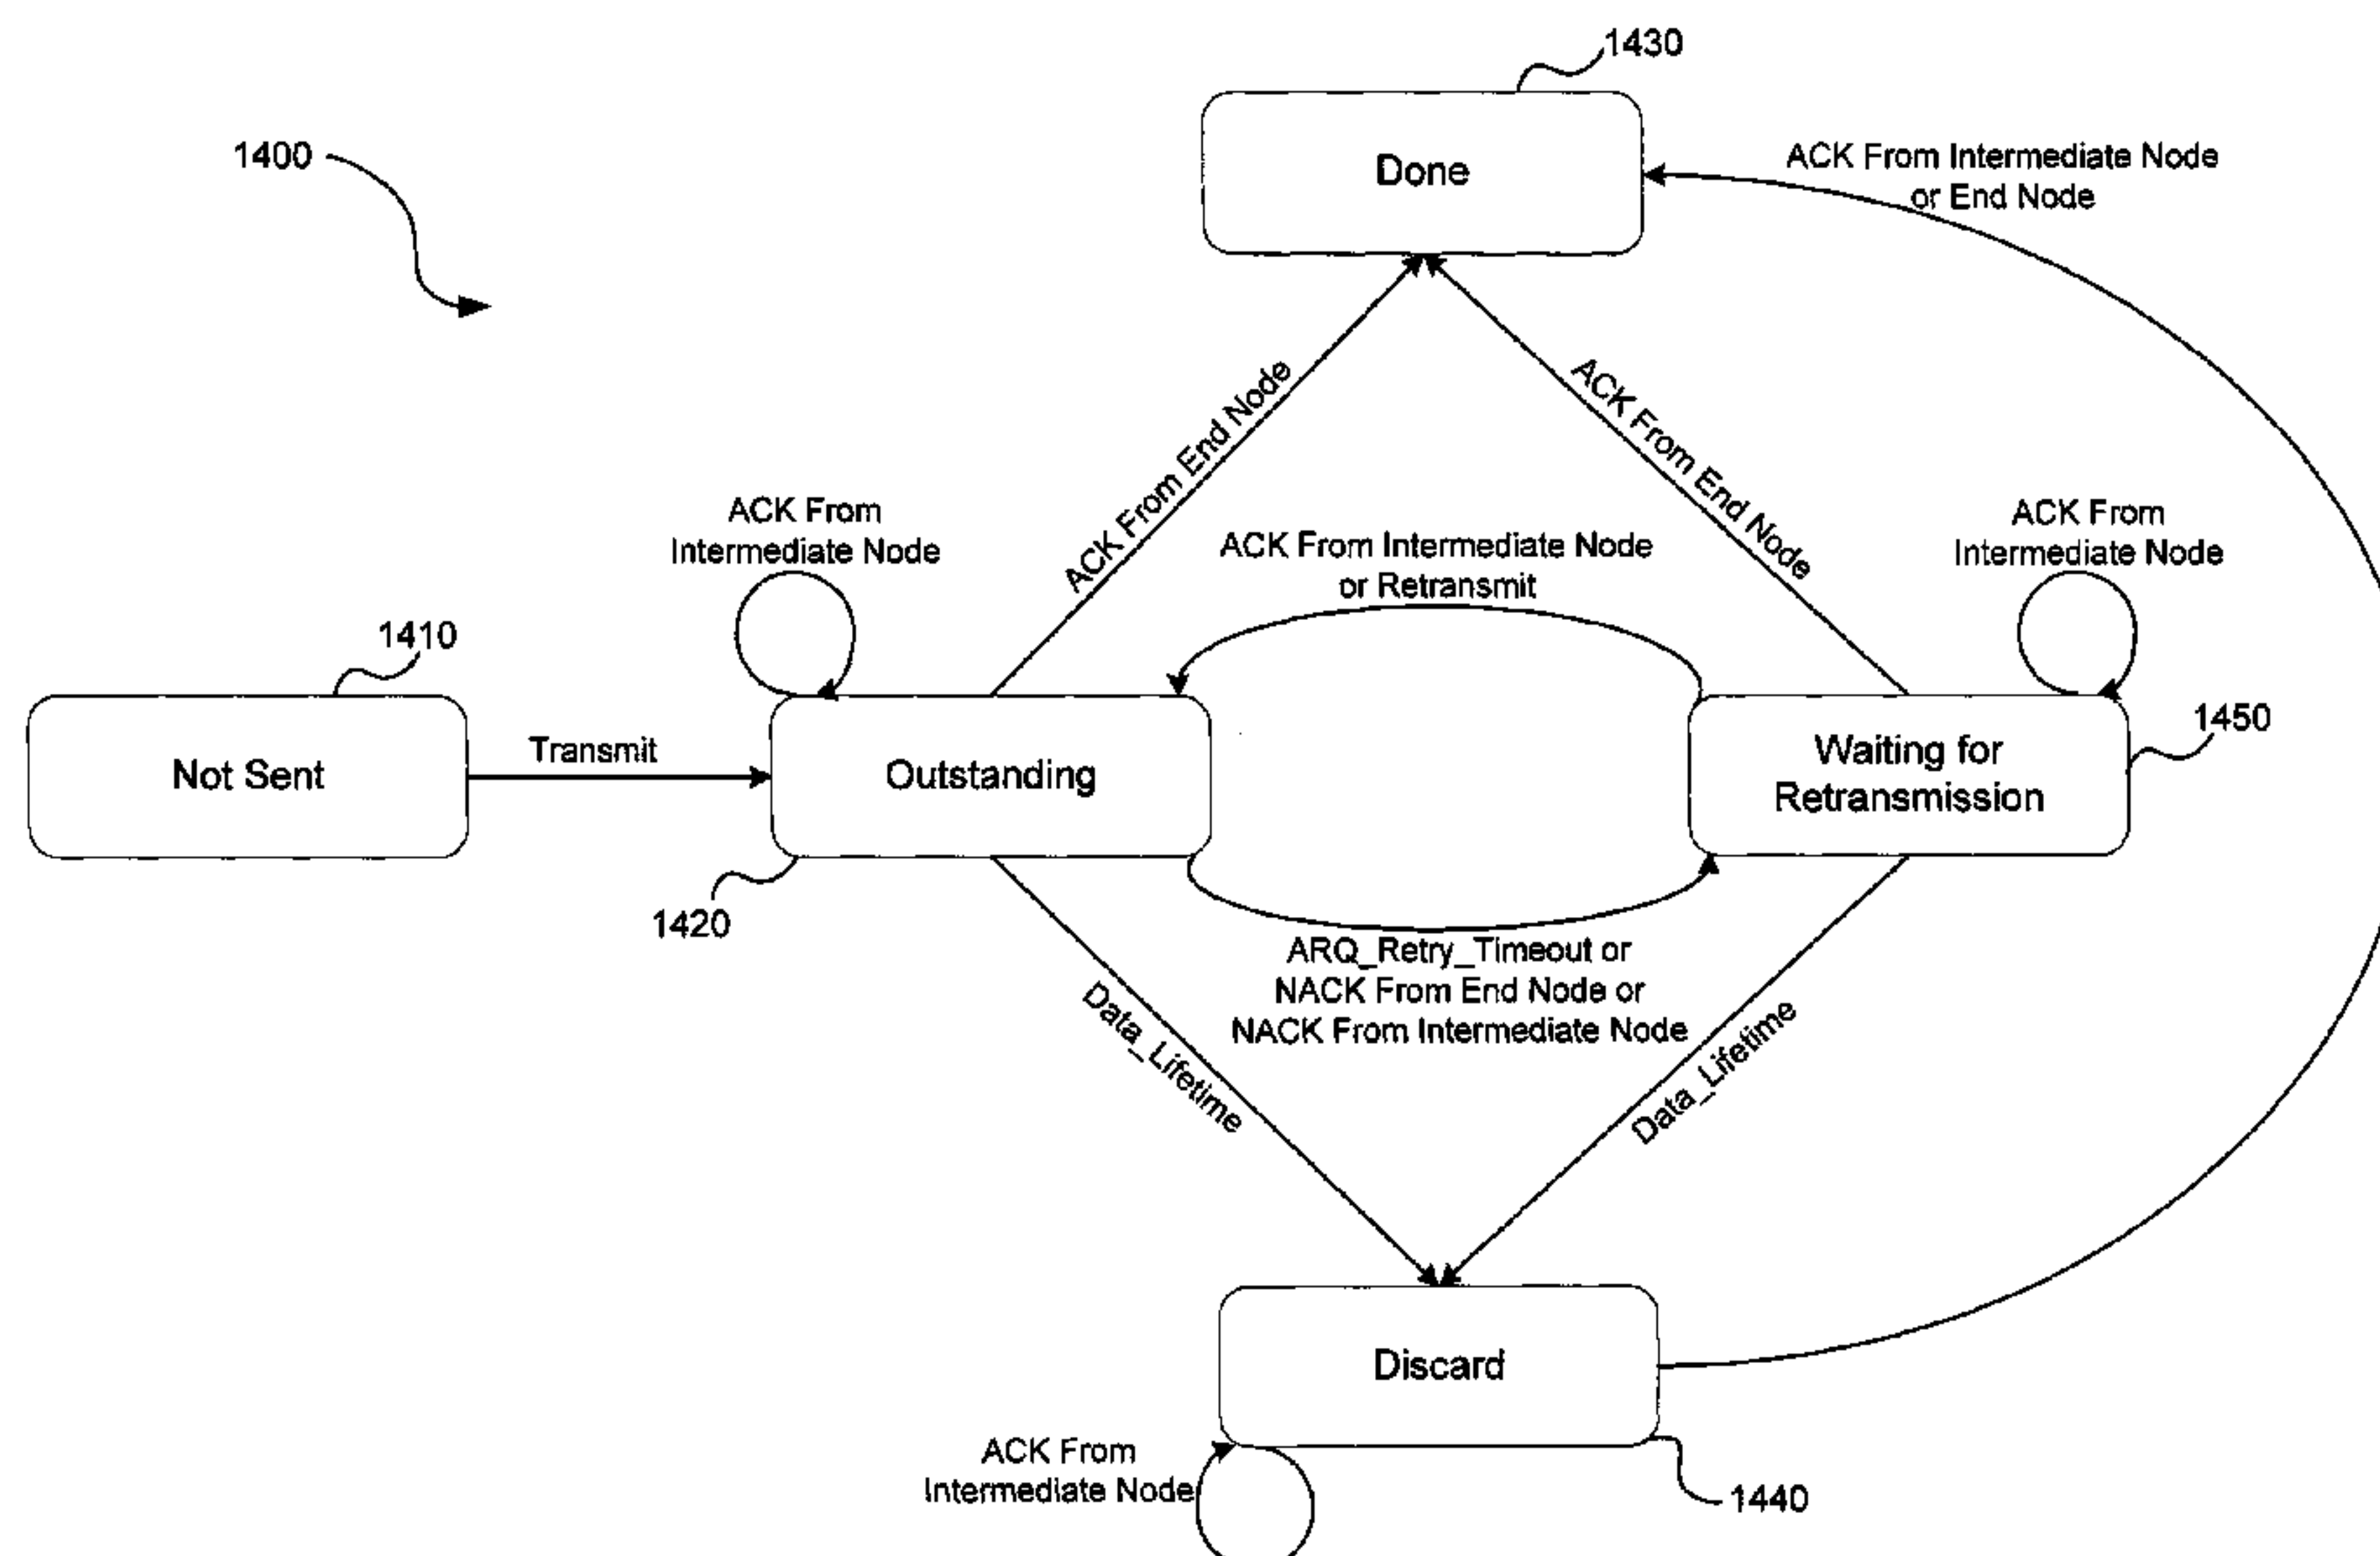 1430
1400
Done
ACK From Intermediate Node
or End Node
ACK From End Node
ACK From End Node
ACK From
Intermediate Node
ACK From Intermediate Node
or Retransmit
ACK From
Intermediate Node
1410
1450
Not Sent
Transmit
Outstanding
Waiting for
Retransmission
1420
ARQ_Retry_Timeout or
NACK From End Node or
NACK From Intermediate Node
Data_Lifetime
Data_Lifetime
Discard
ACK From
Intermediate Node
1440